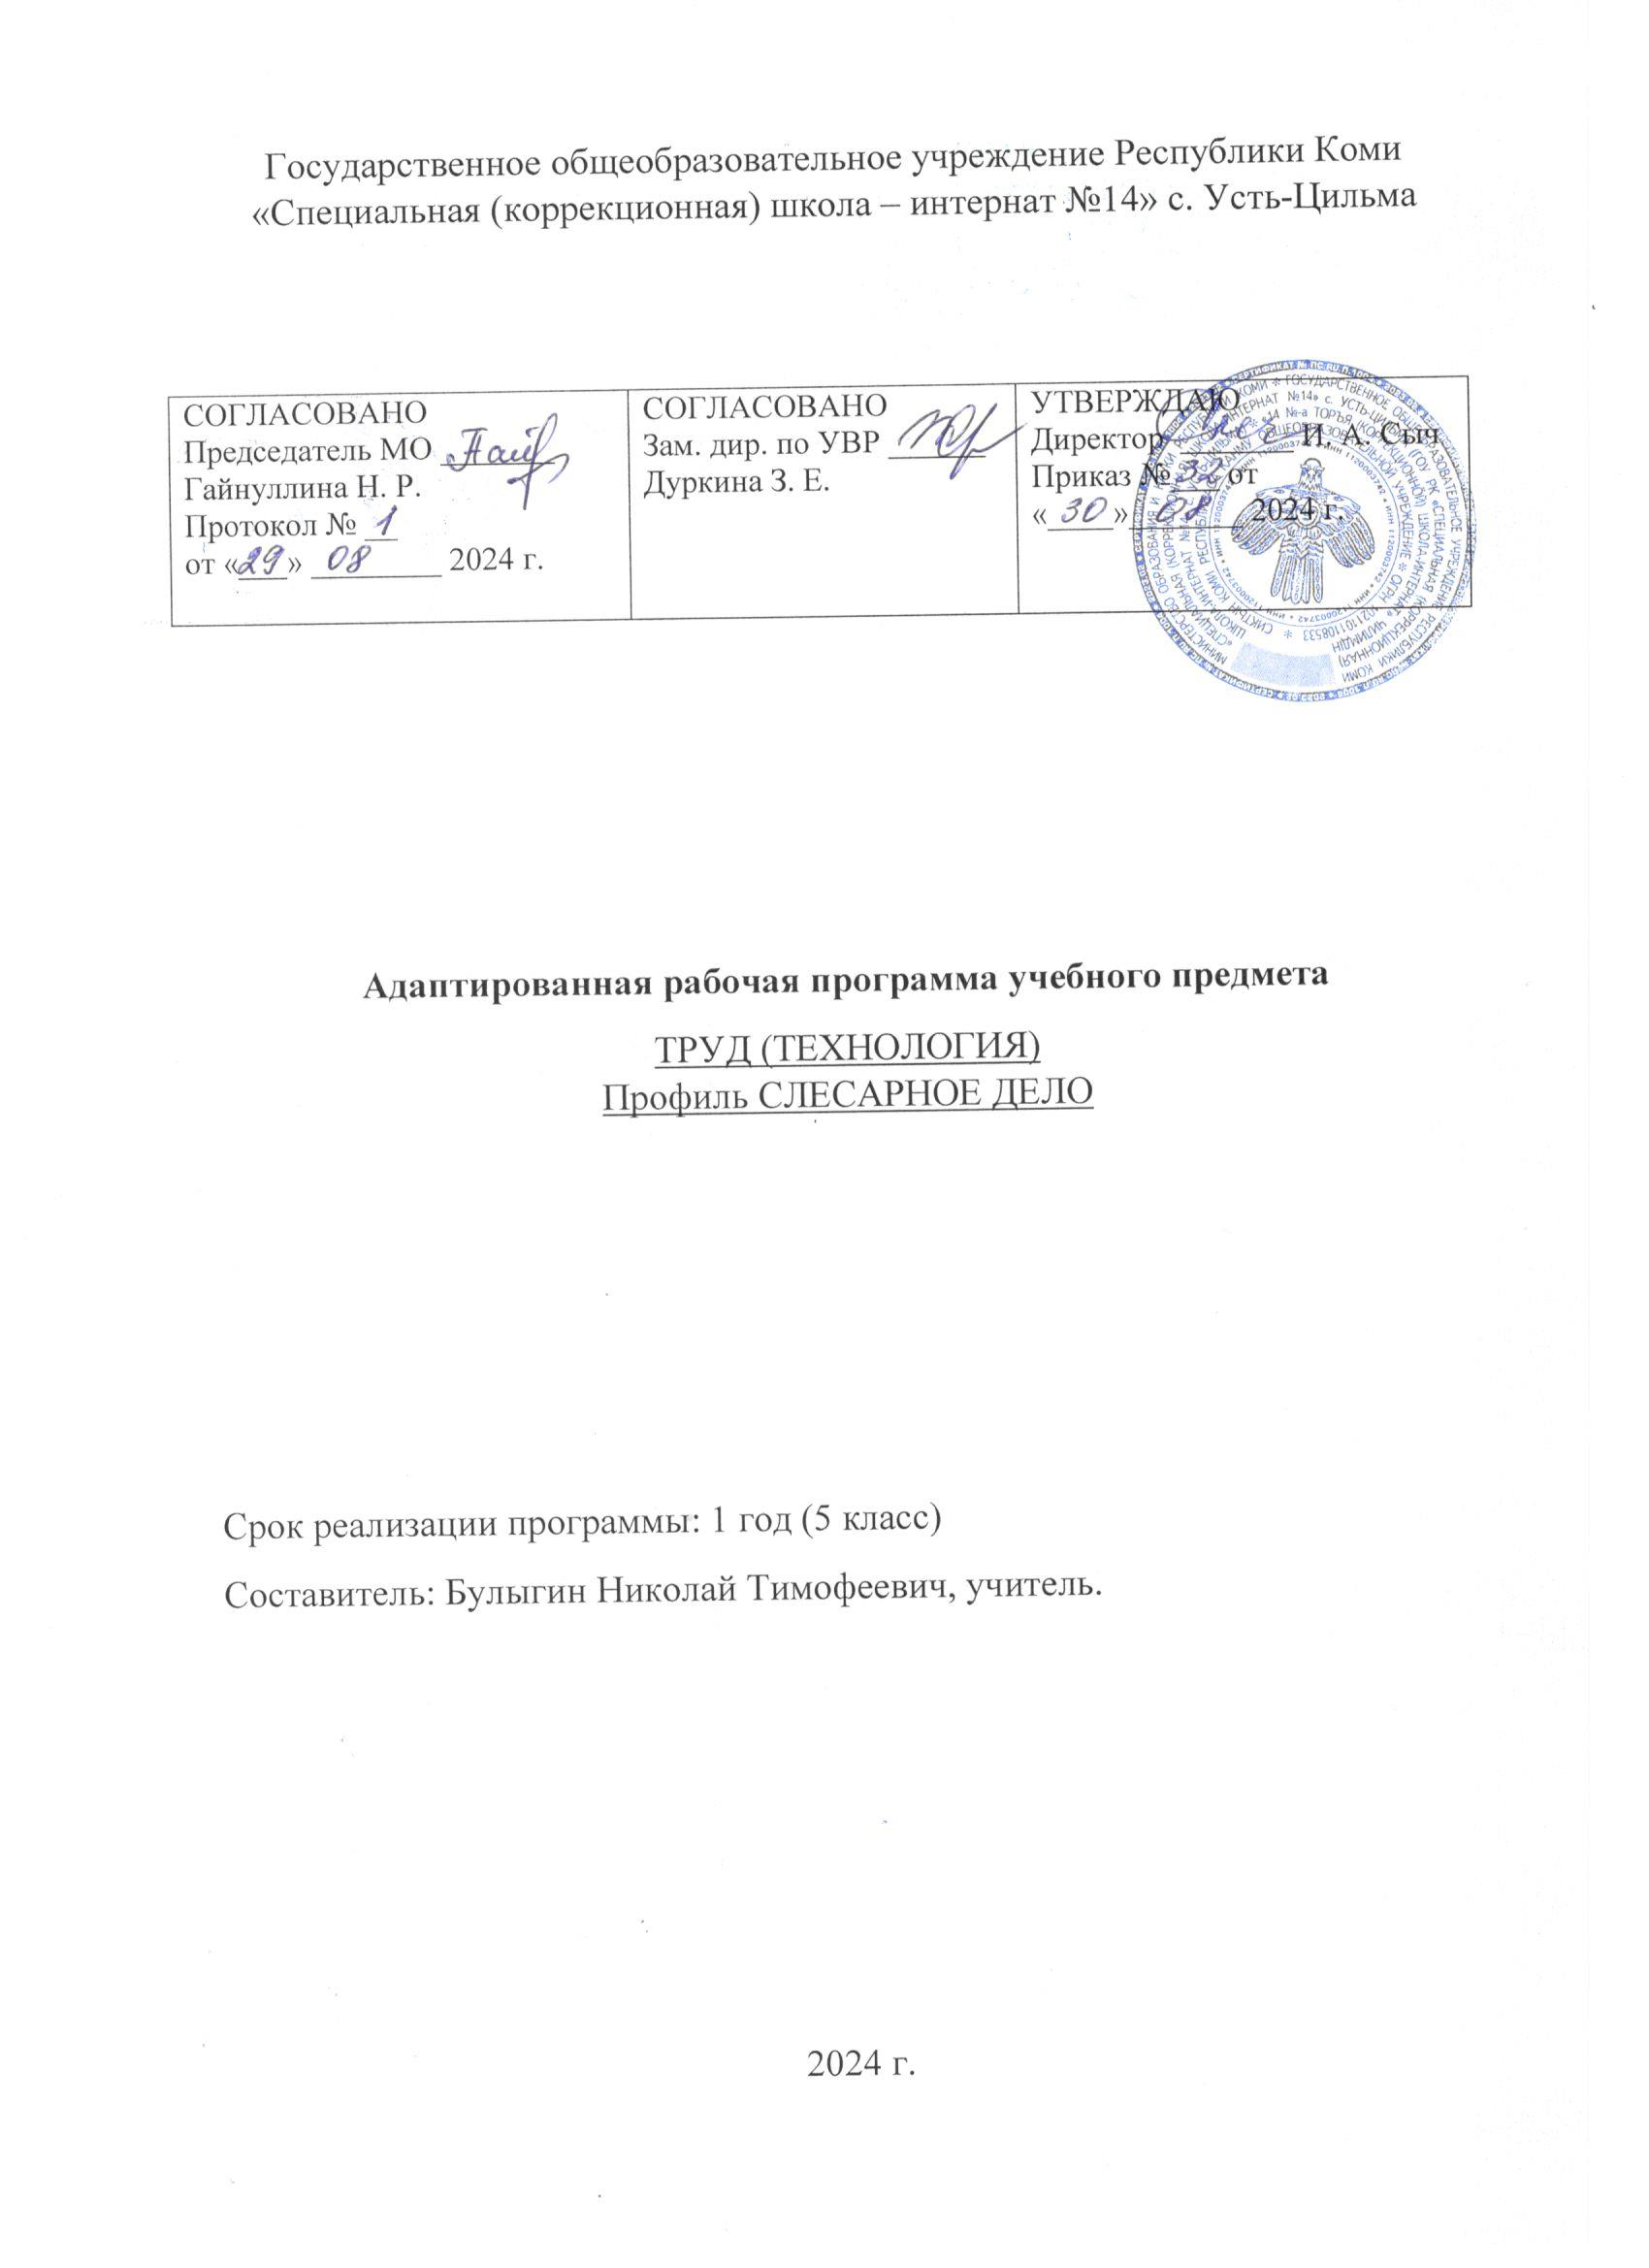 Государственное общеобразовательное учреждение Республики Коми
«Специальная (коррекционная) школа – интернат №14» с. Усть-Цильма
СОГЛАСОВАНО
Председатель МО
Гайнуллина Н. Р.
Протокол № 1
от «29» 08 2024 г.
СОГЛАСОВАНО
Зам. дир. по УВР
Дуркина З. Е.
УТВЕРЖДАЮ
Директор И. А. Сыч
Приказ № 32 от
«30» 08 2024 г.
Адаптированная рабочая программа учебного предмета
ТРУД (ТЕХНОЛОГИЯ)
Профиль СЛЕСАРНОЕ ДЕЛО
Срок реализации программы: 1 год (5 класс)
Составитель: Булыгин Николай Тимофеевич, учитель.
2024 г.